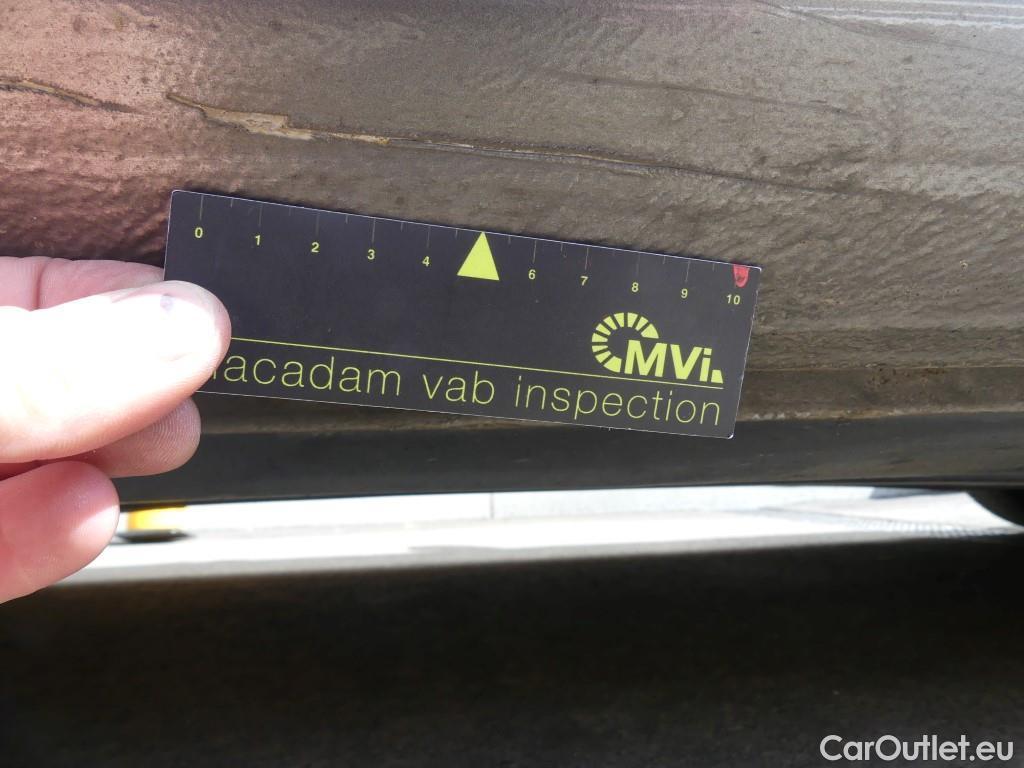 0 1 2 3 4 6 7 8 9 10
MVi
acadam vab inspection
CarOutlet.eu